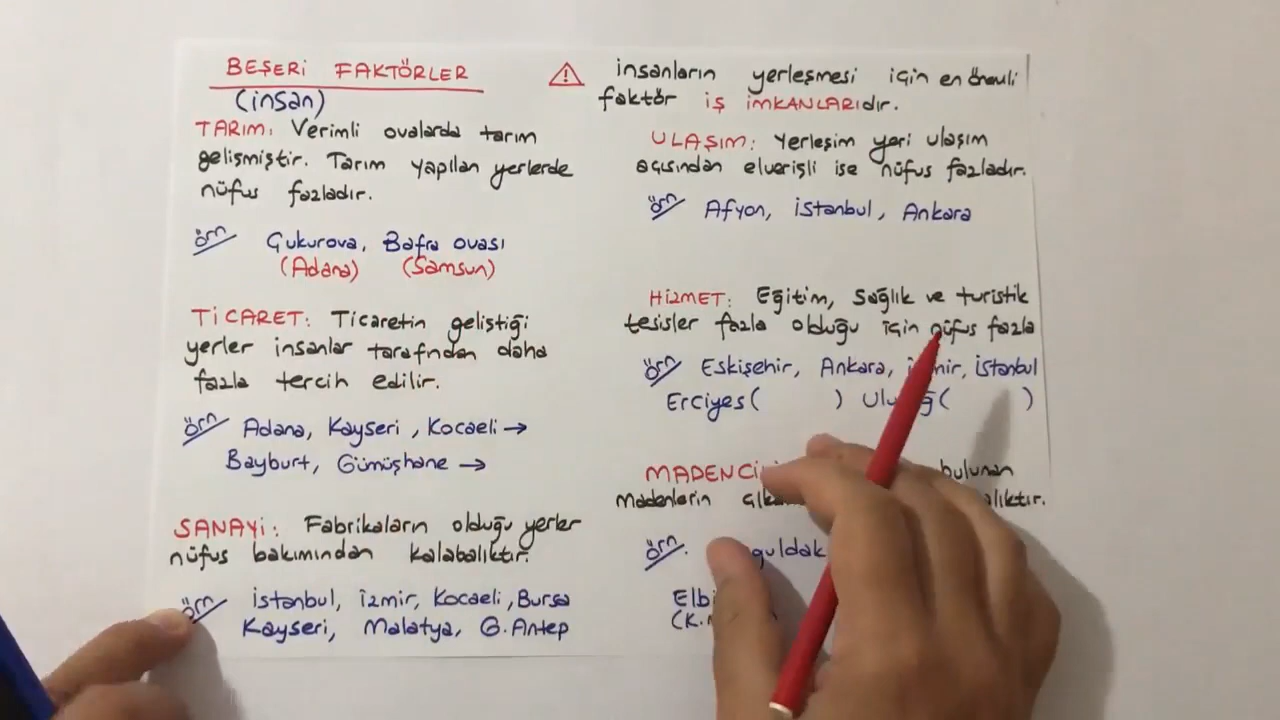 BEŞERİ FAKTÖRLER
(insan)
TARIM: Verimli ovalarda tarım
gelişmiştir. Tarım yapılan yerlerde
nüfus fazladır.
örn Çukurova, Bafra ovası
(Adana) (Samsun)
TİCARET: Ticaretin geliştiği
yerler insanlar tarafından daha
fazla tercih edilir.
örn Adana, Kayseri, Kocaeli →
Bayburt, Gümüşhane →
SANAYİ: Fabrikaların olduğu yerler
nüfus bakımından kalabalıktır.
örn İstanbul, İzmir, Kocaeli, Bursa
Kayseri, Malatya, G.Antep
insanların yerleşmesi için en önemli
faktör iş İMKANLARIdır.
ULAŞIM: Yerleşim yeri ulaşım
açısından elverişli ise nüfus fazladır.
örn Afyon, İstanbul, Ankara
HİZMET: Eğitim, Sağlık ve turistik
tesisler fazla olduğu için nüfus fazla
örn Eskişehir, Ankara, İstanbul
Erciyes( ) ( )
bulunan
madenlerin
örn.